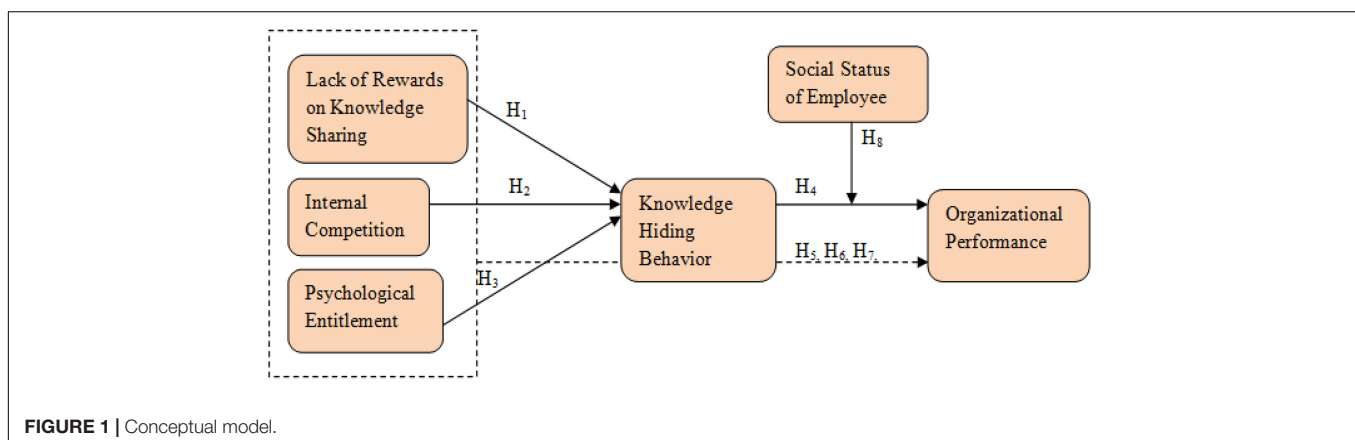 Lack of Rewards
on Knowledge
Sharing
H₁
Social Status
of Employee
H₈
Internal
Competition
H₂
Knowledge
Hiding
Behavior
H₄
Organizational
Performance
H₃
H₅, H₆, H₇,
Psychological
Entitlement
FIGURE 1 | Conceptual model.